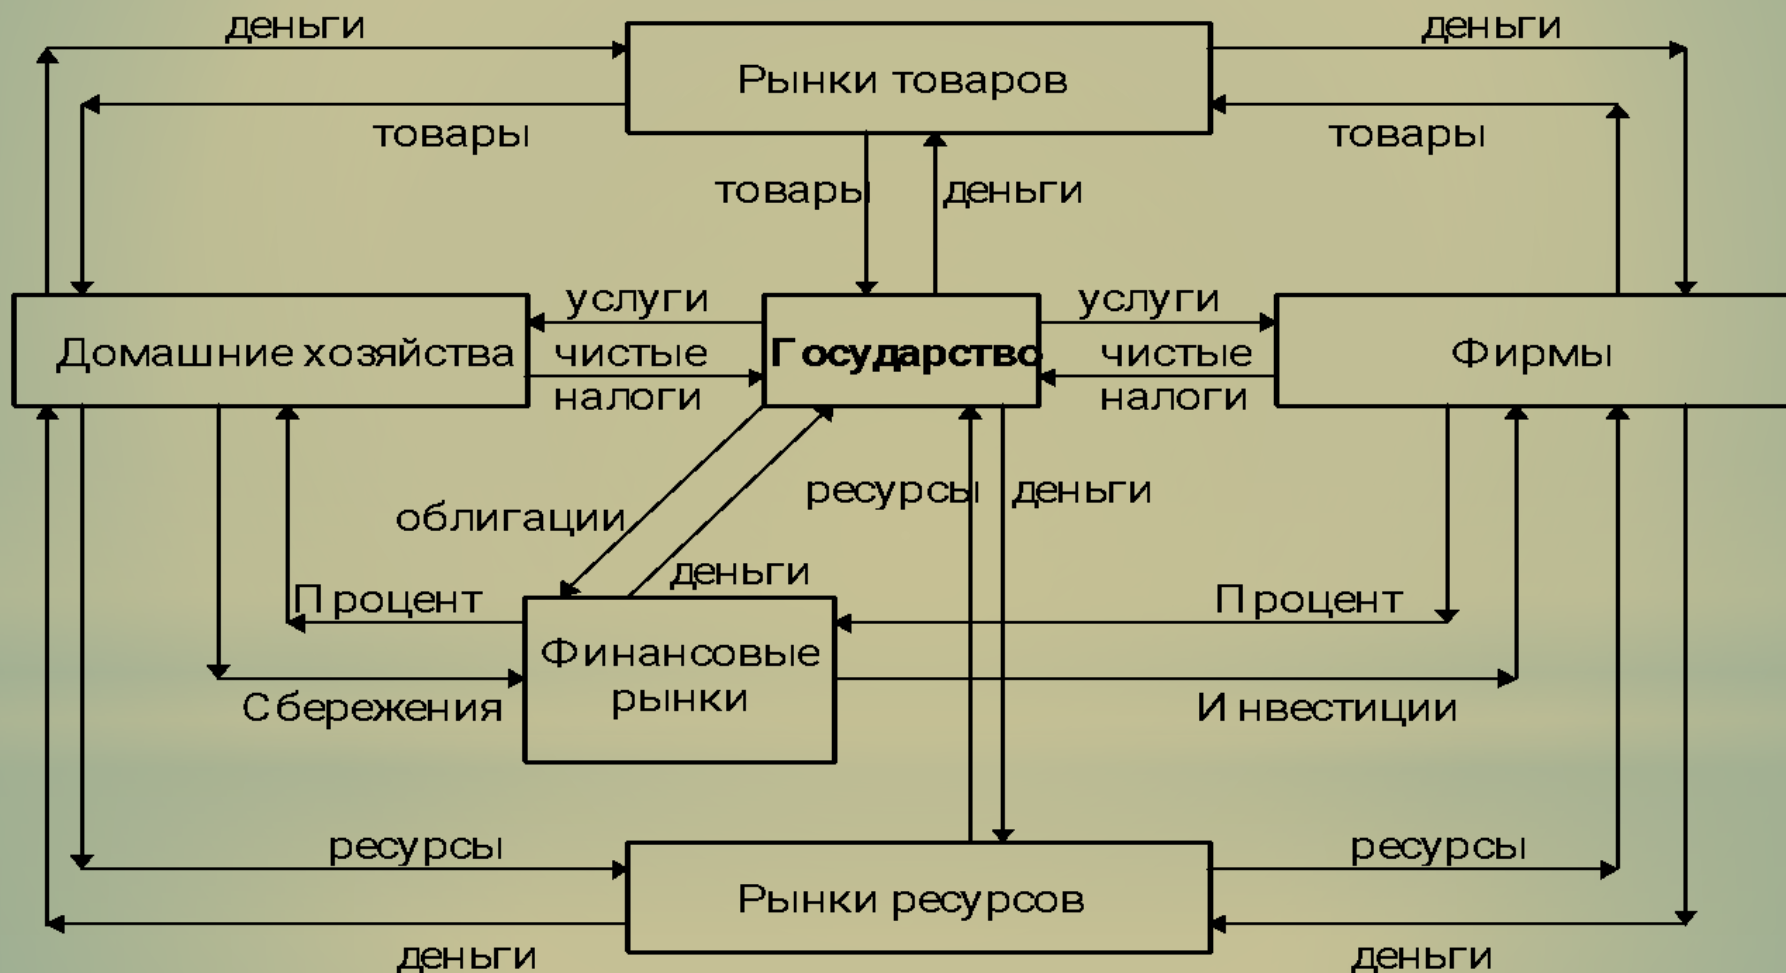 деньги
деньги
Рынки товаров
товары
товары
товары
деньги
услуги
услуги
Домашние хозяйства
чистые
Государство
чистые
Фирмы
налоги
налоги
ресурсы
деньги
облигации
деньги
Процент
Процент
Финансовые
рынки
Сбережения
Инвестиции
ресурсы
ресурсы
Рынки ресурсов
деньги
деньги